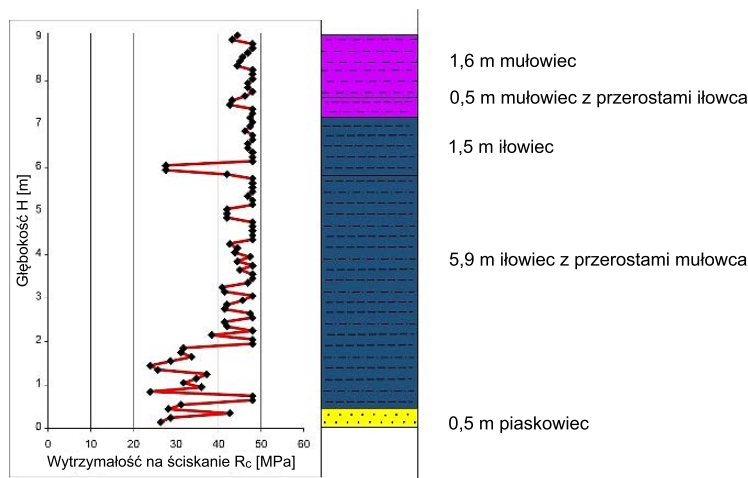 9
8
7
6
5
4
3
2
1
0
Głębokość H [m]
0 10 20 30 40 50 60
Wytrzymałość na ściskanie Rc [MPa]
1,6 m mułowiec
0,5 m mułowiec z przerostami iłowca
1,5 m iłowiec
5,9 m iłowiec z przerostami mułowca
0,5 m piaskowiec